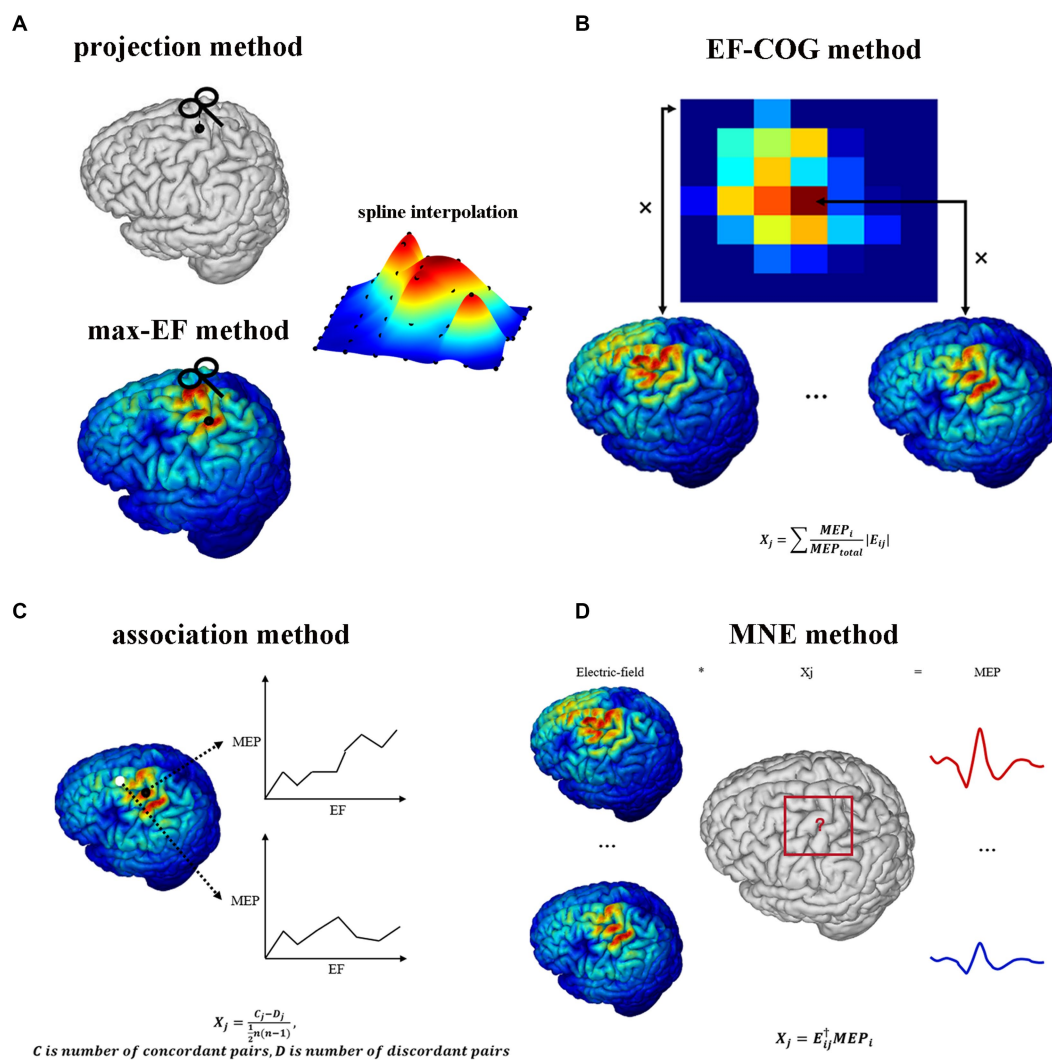 A
projection method
spline interpolation
max-EF method
B
EF-COG method
×
×
...
X_j = ∑ MEP_i / MEP_total |E_ij|
C
association method
MEP
EF
MEP
EF
X_j = C_j−D_j / ½n(n−1) ,
C is number of concordant pairs, D is number of discordant pairs
D
MNE method
Electric-field * Xj = MEP
?
... ...
X_j = E_ij^† MEP_i